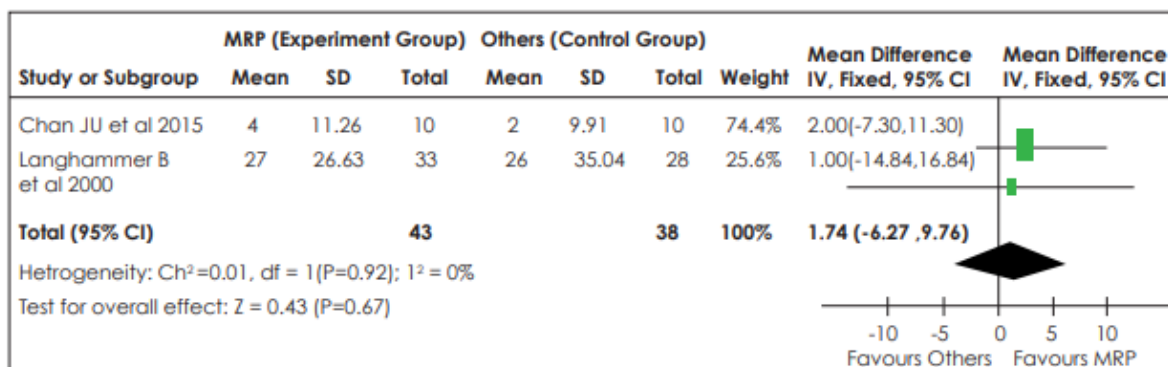 MRP (Experiment Group) Others (Control Group) Mean Difference Mean Difference
Study or Subgroup Mean SD Total Mean SD Total Weight IV, Fixed, 95% CI IV, Fixed, 95% CI
Chan JU et al 2015 4 11.26 10 2 9.91 10 74.4% 2.00(-7.30,11.30)
Langhammer B 27 26.63 33 26 35.04 28 25.6% 1.00(-14.84,16.84)
et al 2000
Total (95% CI) 43 38 100% 1.74 (-6.27 ,9.76)
Hetrogeneity: Ch²=0.01, df = 1(P=0.92); 1² = 0%
Test for overall effect: Z = 0.43 (P=0.67)
-10 -5 0 5 10
Favours Others Favours MRP